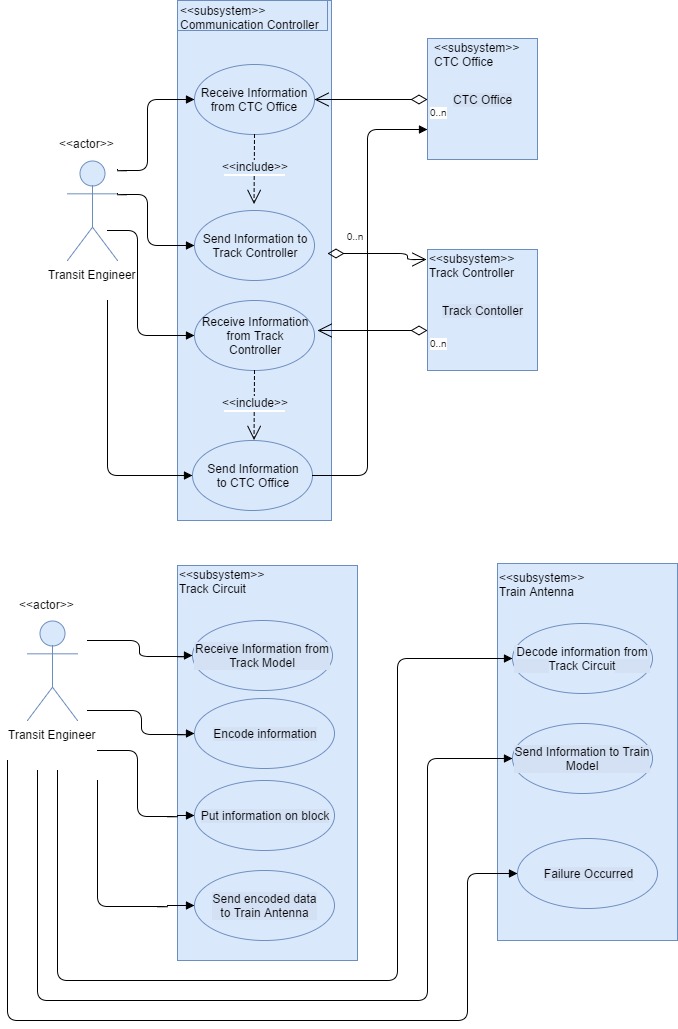 <<subsystem>>
Communication Controller
Receive Information
from CTC Office
<<include>>
Send Information to
Track Controller
Receive Information
from Track
Controller
<<include>>
Send Information
to CTC Office
<<actor>>
Transit Engineer
<<subsystem>>
CTC Office
CTC Office
0..n
0..n
<<subsystem>>
Track Controller
Track Contoller
0..n
<<actor>>
Transit Engineer
<<subsystem>>
Track Circuit
Receive Information from
Track Model
Encode information
Put information on block
Send encoded data
to Train Antenna
<<subsystem>>
Train Antenna
Decode information from
Track Circuit
Send Information to Train
Model
Failure Occurred